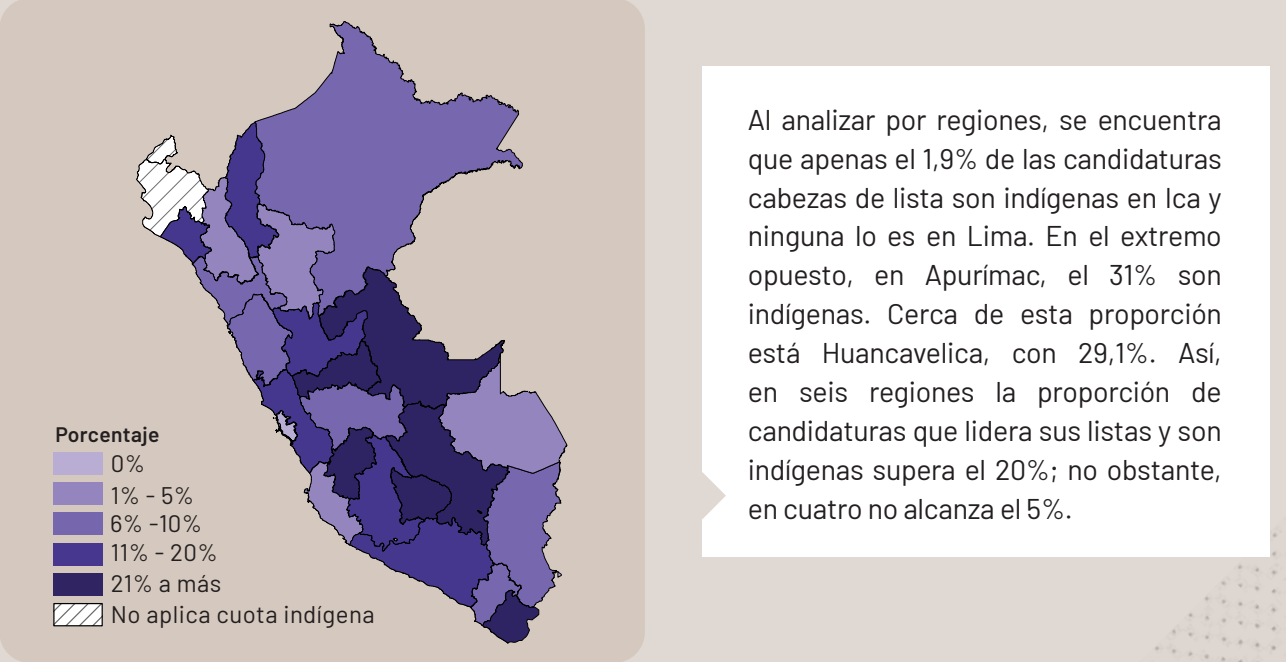 Porcentaje
0%
1% - 5%
6% -10%
11% - 20%
21% a más
No aplica cuota indígena
Al analizar por regiones, se encuentra
que apenas el 1,9% de las candidaturas
cabezas de lista son indígenas en Ica y
ninguna lo es en Lima. En el extremo
opuesto, en Apurímac, el 31% son
indígenas. Cerca de esta proporción
está Huancavelica, con 29,1%. Así,
en seis regiones la proporción de
candidaturas que lidera sus listas y son
indígenas supera el 20%; no obstante,
en cuatro no alcanza el 5%.